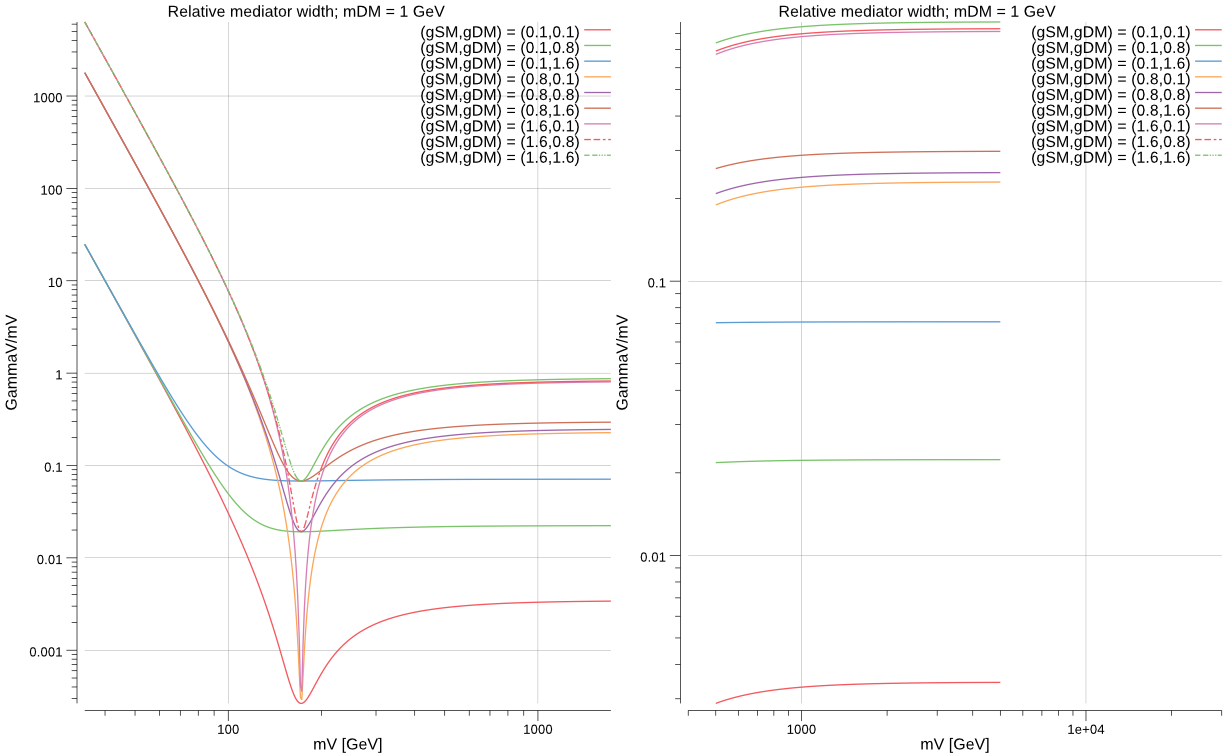 Relative mediator width; mDM = 1 GeV
(gSM,gDM) = (0.1,0.1)
(gSM,gDM) = (0.1,0.8)
(gSM,gDM) = (0.1,1.6)
(gSM,gDM) = (0.8,0.1)
(gSM,gDM) = (0.8,0.8)
(gSM,gDM) = (0.8,1.6)
(gSM,gDM) = (1.6,0.1)
(gSM,gDM) = (1.6,0.8)
(gSM,gDM) = (1.6,1.6)
1000
100
10
1
0.1
0.01
0.001
GammaV/mV
100
1000
mV [GeV]
Relative mediator width; mDM = 1 GeV
(gSM,gDM) = (0.1,0.1)
(gSM,gDM) = (0.1,0.8)
(gSM,gDM) = (0.1,1.6)
(gSM,gDM) = (0.8,0.1)
(gSM,gDM) = (0.8,0.8)
(gSM,gDM) = (0.8,1.6)
(gSM,gDM) = (1.6,0.1)
(gSM,gDM) = (1.6,0.8)
(gSM,gDM) = (1.6,1.6)
0.1
0.01
GammaV/mV
1000
1e+04
mV [GeV]